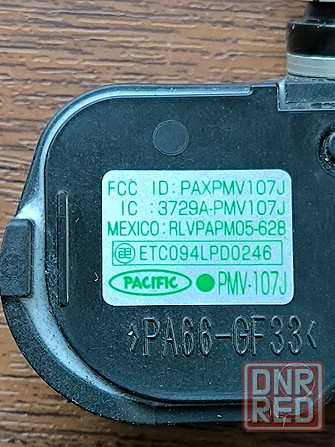 FCC ID: PAXPMV107J
IC : 3729A-PMV107J
MEXICO: RLVPAPM05-628
ETC094LPD0246
PACIFIC ●PMV-107J
>PA66-GF33<
DNR
RED